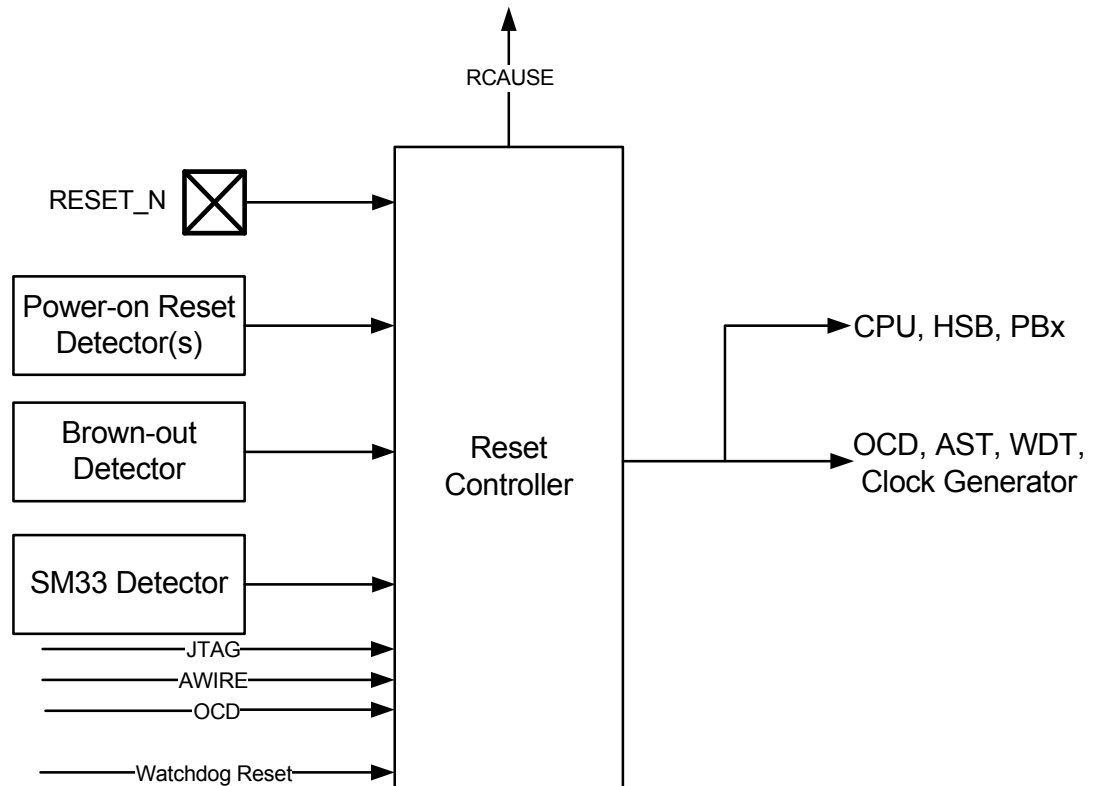 RCAUSE
RESET_N
Power-on Reset
Detector(s)
Brown-out
Detector
SM33 Detector
JTAG
AWIRE
OCD
Watchdog Reset
Reset
Controller
CPU, HSB, PBx
OCD, AST, WDT,
Clock Generator